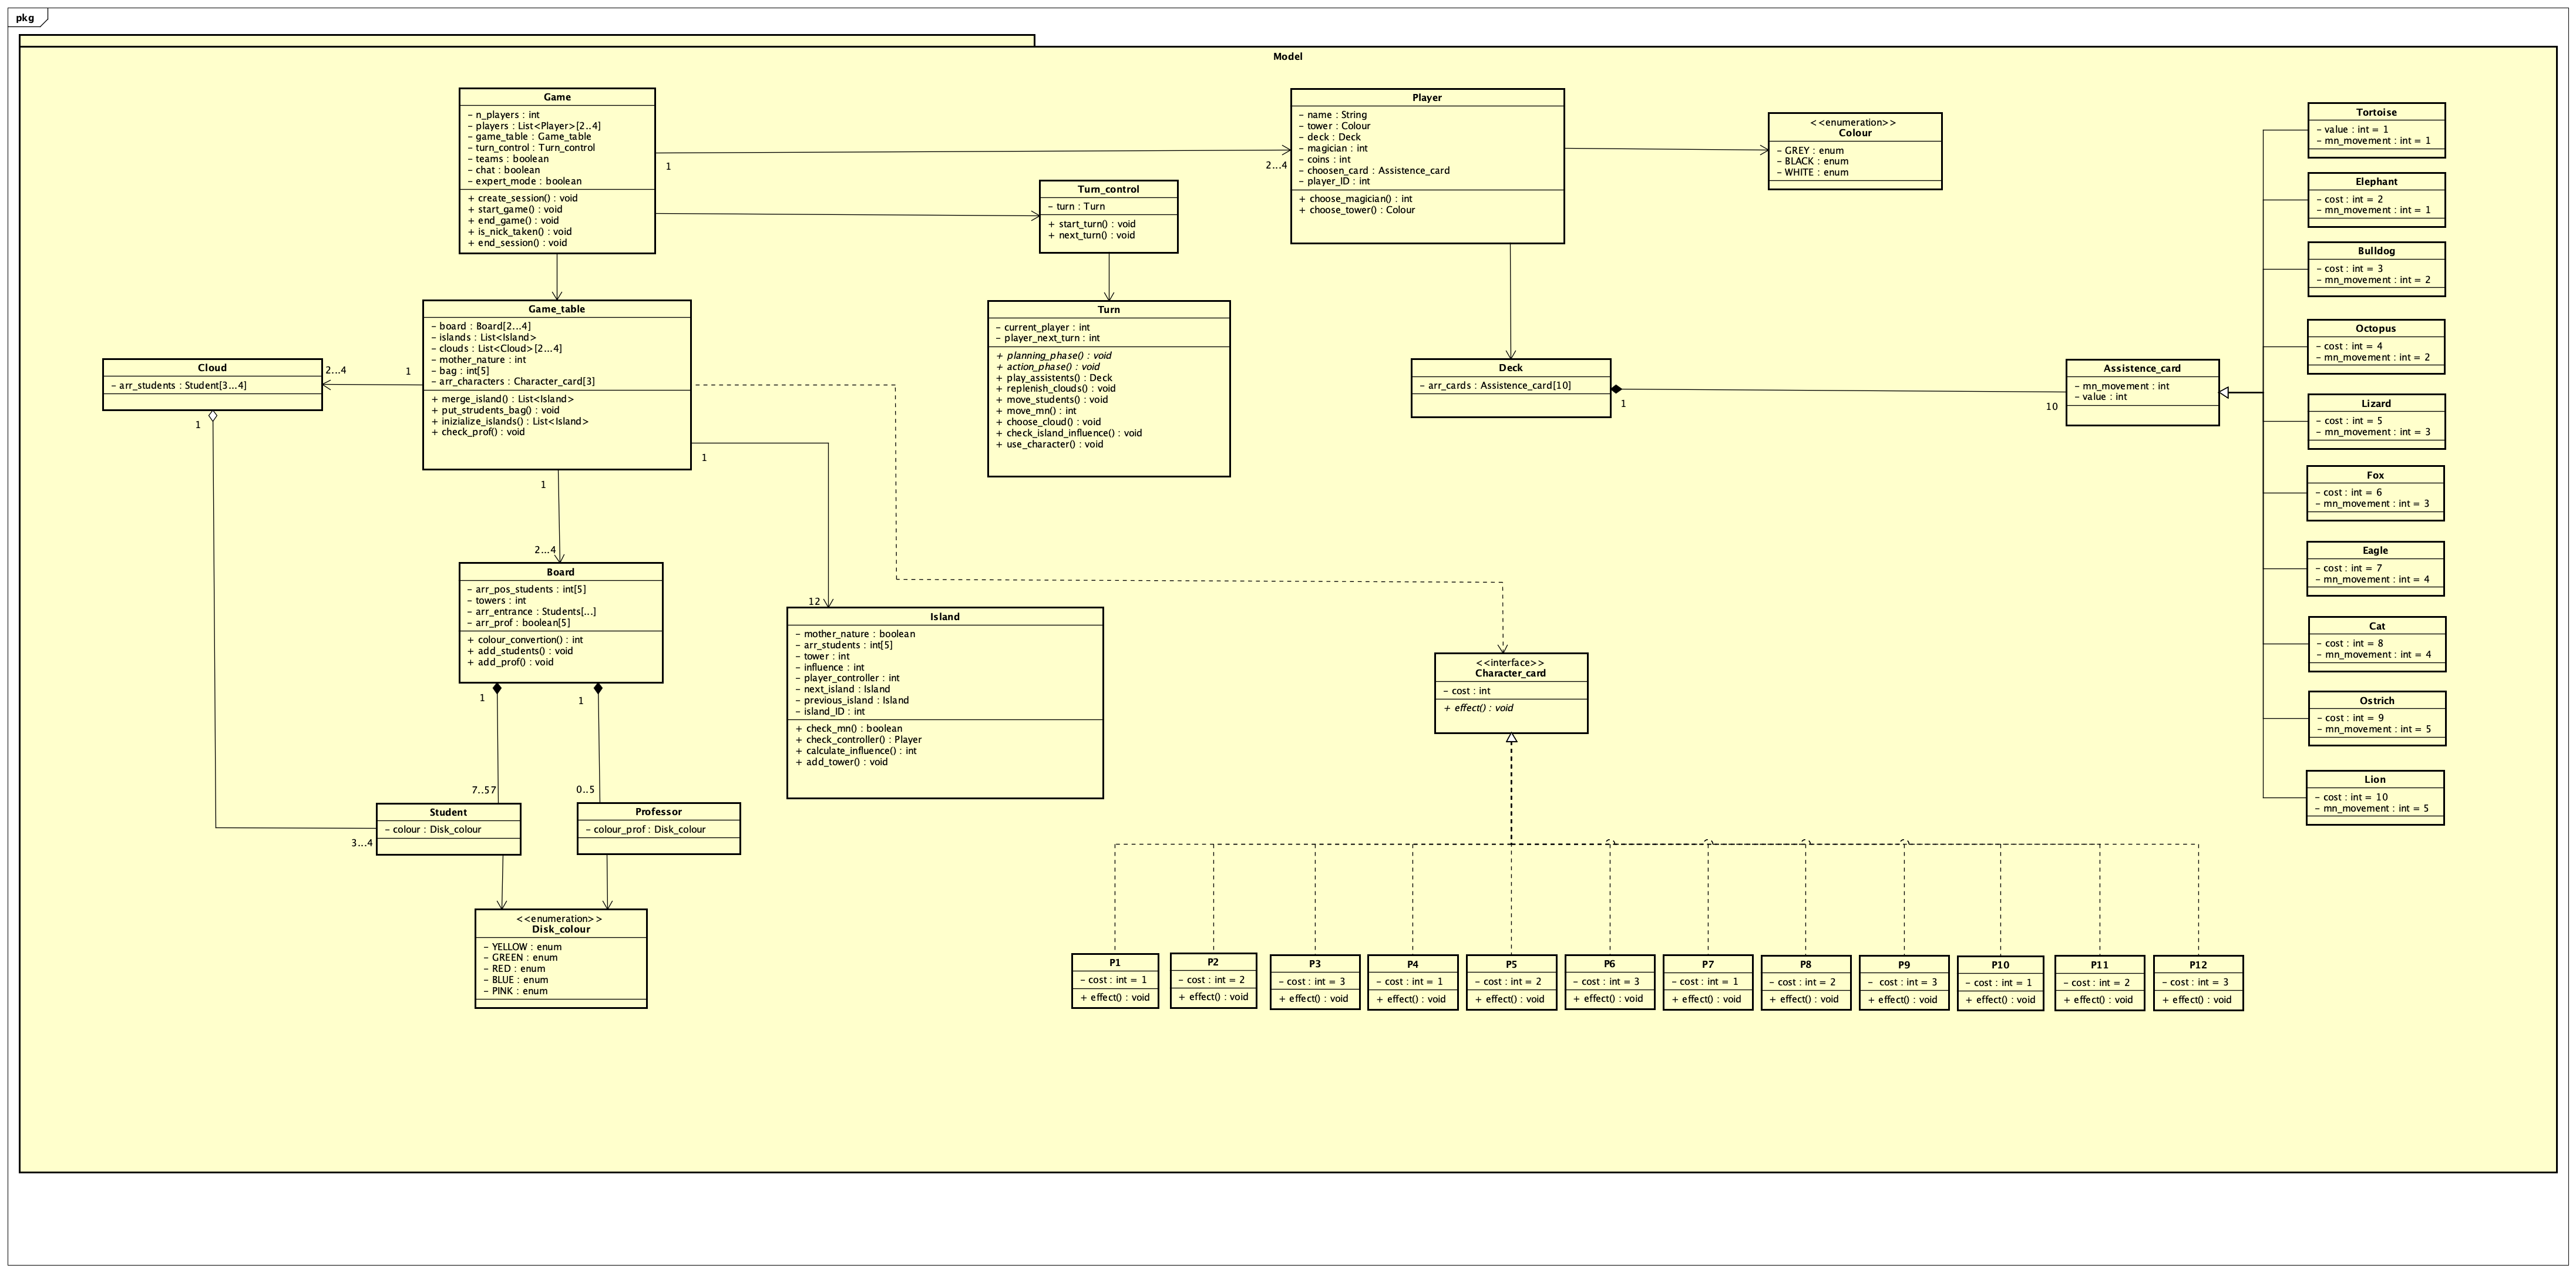 pkg
Model
Game
– n_players : int
– players : List<Player>[2..4]
– game_table : Game_table
– turn_control : Turn_control
– teams : boolean
– chat : boolean
– expert_mode : boolean
+ create_session() : void
+ start_game() : void
+ end_game() : void
+ is_nick_taken() : void
+ end_session() : void
1
2...4
Player
– name : String
– tower : Colour
– deck : Deck
– magician : int
– coins : int
– choosen_card : Assistence_card
– player_ID : int
+ choose_magician() : int
+ choose_tower() : Colour
<<enumeration>>
Colour
– GREY : enum
– BLACK : enum
– WHITE : enum
Turn_control
– turn : Turn
+ start_turn() : void
+ next_turn() : void
Turn
– current_player : int
– player_next_turn : int
+ planning_phase() : void
+ action_phase() : void
+ play_assistents() : Deck
+ replenish_clouds() : void
+ move_students() : void
+ move_mn() : int
+ choose_cloud() : void
+ check_island_influence() : void
+ use_character() : void
Game_table
– board : Board[2...4]
– islands : List<Island>
– clouds : List<Cloud>[2...4]
– mother_nature : int
– bag : int[5]
– arr_characters : Character_card[3]
+ merge_island() : List<Island>
+ put_strudents_bag() : void
+ inizialize_islands() : List<Island>
+ check_prof() : void
2...4
1
Cloud
– arr_students : Student[3...4]
1
3...4
1
2...4
1
12
Deck
– arr_cards : Assistence_card[10]
1
10
Assistence_card
– mn_movement : int
– value : int
Tortoise
– value : int = 1
– mn_movement : int = 1
Elephant
– cost : int = 2
– mn_movement : int = 1
Bulldog
– cost : int = 3
– mn_movement : int = 2
Octopus
– cost : int = 4
– mn_movement : int = 2
Lizard
– cost : int = 5
– mn_movement : int = 3
Fox
– cost : int = 6
– mn_movement : int = 3
Eagle
– cost : int = 7
– mn_movement : int = 4
Cat
– cost : int = 8
– mn_movement : int = 4
Ostrich
– cost : int = 9
– mn_movement : int = 5
Lion
– cost : int = 10
– mn_movement : int = 5
Board
– arr_pos_students : int[5]
– towers : int
– arr_entrance : Students[...]
– arr_prof : boolean[5]
+ colour_convertion() : int
+ add_students() : void
+ add_prof() : void
1
1
7..57
0..5
Island
– mother_nature : boolean
– arr_students : int[5]
– tower : int
– influence : int
– player_controller : int
– next_island : Island
– previous_island : Island
– island_ID : int
+ check_mn() : boolean
+ check_controller() : Player
+ calculate_influence() : int
+ add_tower() : void
<<interface>>
Character_card
– cost : int
+ effect() : void
Student
– colour : Disk_colour
Professor
– colour_prof : Disk_colour
<<enumeration>>
Disk_colour
– YELLOW : enum
– GREEN : enum
– RED : enum
– BLUE : enum
– PINK : enum
P1
– cost : int = 1
+ effect() : void
P2
– cost : int = 2
+ effect() : void
P3
– cost : int = 3
+ effect() : void
P4
– cost : int = 1
+ effect() : void
P5
– cost : int = 2
+ effect() : void
P6
– cost : int = 3
+ effect() : void
P7
– cost : int = 1
+ effect() : void
P8
– cost : int = 2
+ effect() : void
P9
– cost : int = 3
+ effect() : void
P10
– cost : int = 1
+ effect() : void
P11
– cost : int = 2
+ effect() : void
P12
– cost : int = 3
+ effect() : void